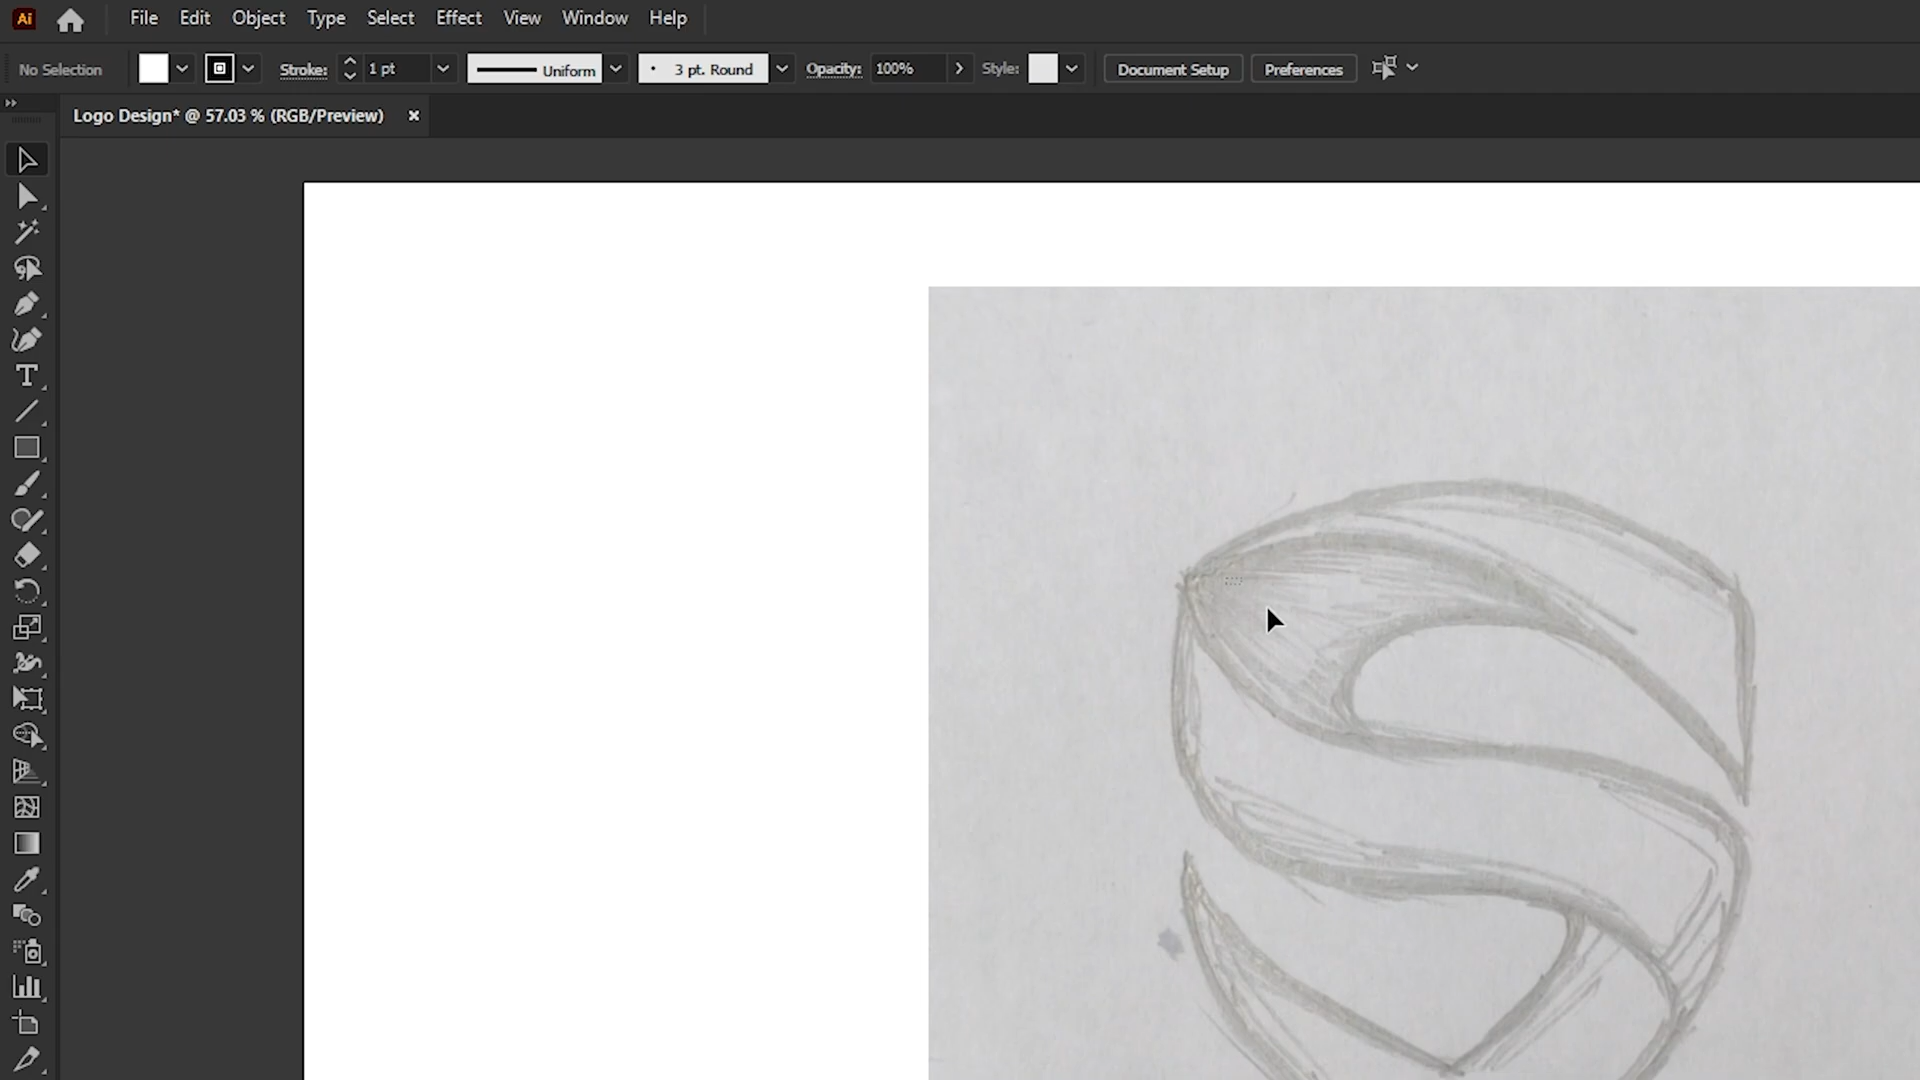 Ai File Edit Object Type Select Effect View Window Help
No Selection Stroke: 1 pt Uniform 3 pt. Round Opacity: 100% Style: Document Setup Preferences
Logo Design* @ 57.03 % (RGB/Preview) ×